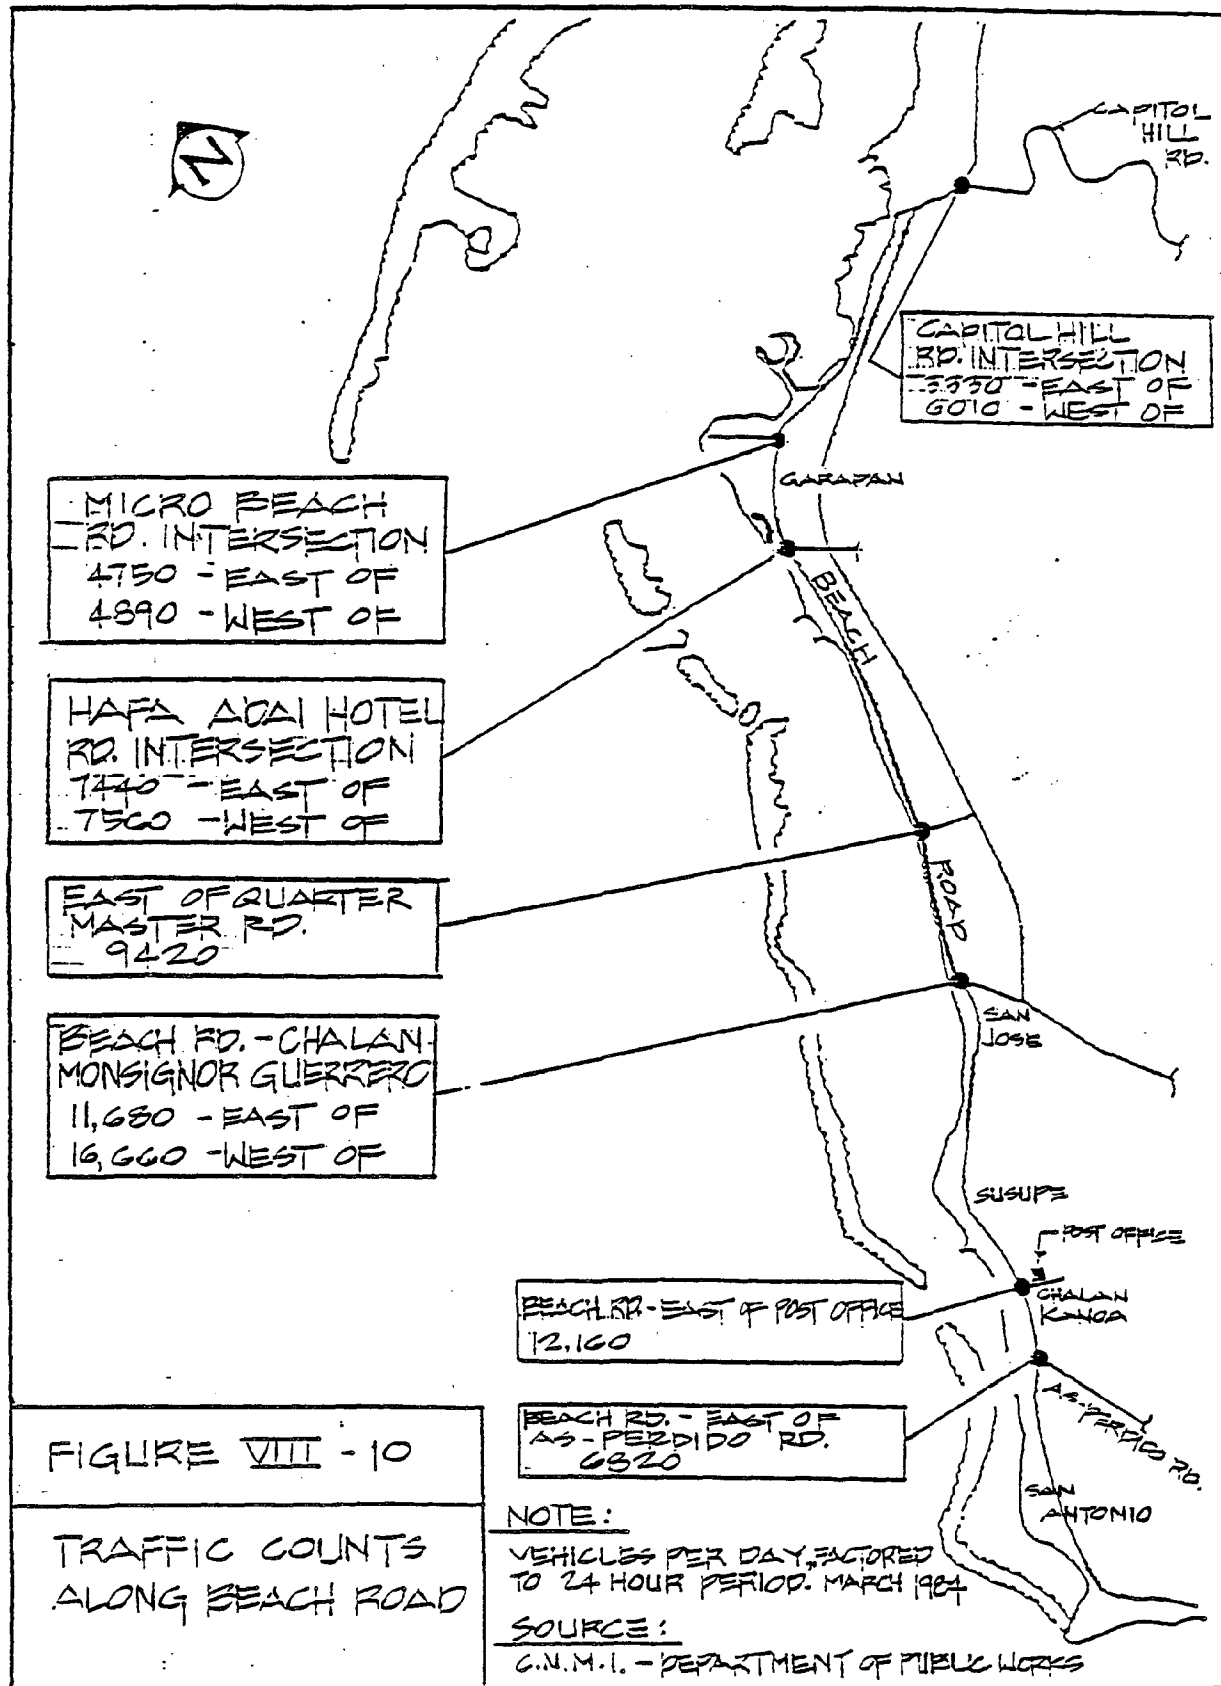 N
CAPITOL
HILL
RD.
CAPITOL HILL
RD. INTERSECTION
3330 - EAST OF
6010 - WEST OF
GARAPAN
MICRO BEACH
RD. INTERSECTION
4750 - EAST OF
4890 - WEST OF
BEACH
HAFA ADAI HOTEL
RD. INTERSECTION
7440 - EAST OF
7560 - WEST OF
ROAD
EAST OF QUARTER
MASTER RD.
9420
SAN
JOSE
BEACH RD. - CHALAN
MONSIGNOR GUERRERO
11,680 - EAST OF
16,660 - WEST OF
SUSUPE
POST OFFICE
CHALAN
KANOA
BEACH RD. - EAST OF POST OFFICE
12,160
AS-PERDIDO RD.
BEACH RD. - EAST OF
AS-PERDIDO RD.
6820
SAN
ANTONIO
FIGURE VIII - 10
TRAFFIC COUNTS
ALONG BEACH ROAD
NOTE:
VEHICLES PER DAY, FACTORED
TO 24 HOUR PERIOD. MARCH 1984
SOURCE:
C.N.M.I. - DEPARTMENT OF PUBLIC WORKS